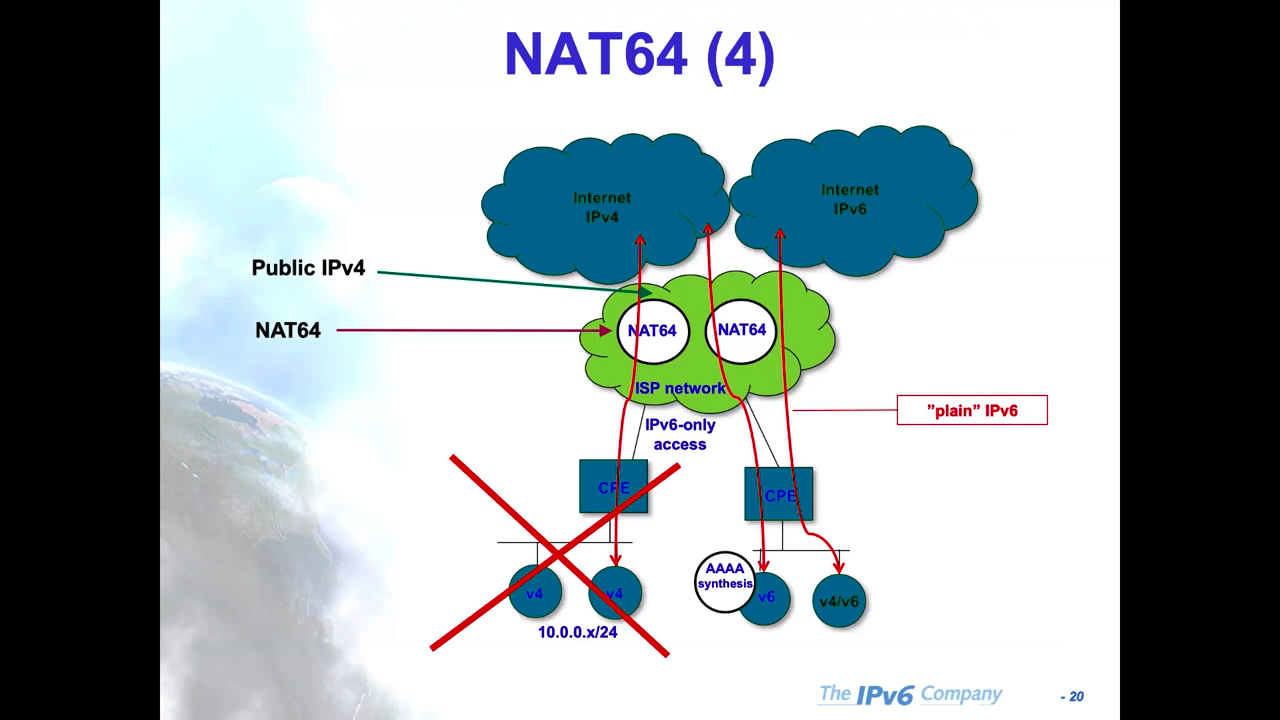 NAT64 (4)
Internet
IPv4
Internet
IPv6
Public IPv4
NAT64
NAT64
NAT64
ISP network
”plain” IPv6
IPv6-only
access
CPE
CPE
AAAA
synthesis
v4
v4
v6
v4/v6
10.0.0.x/24
The IPv6 Company
- 20